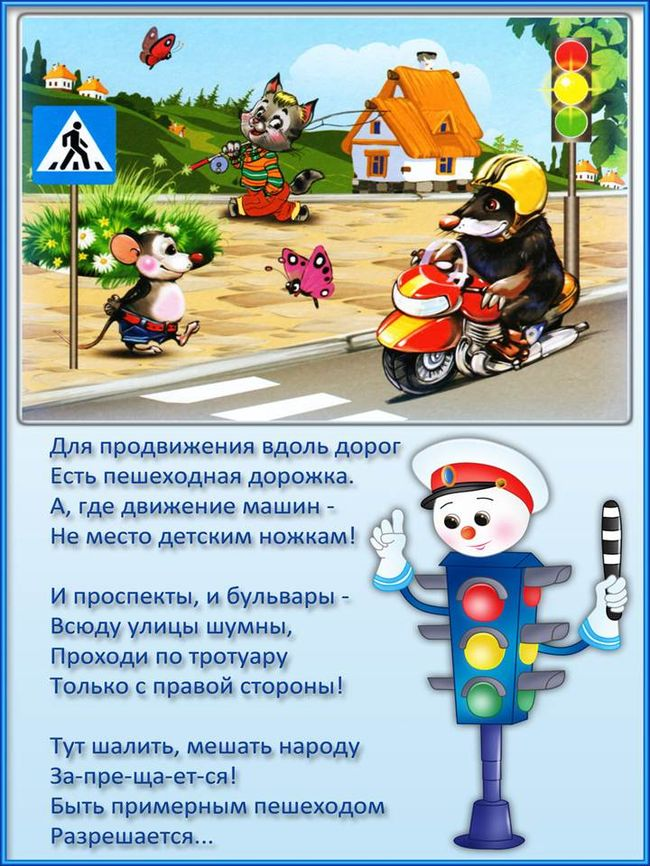 Для продвижения вдоль дорог
Есть пешеходная дорожка.
А, где движение машин -
Не место детским ножкам!
И проспекты, и бульвары -
Всюду улицы шумны,
Проходи по тротуару
Только с правой стороны!
Тут шалить, мешать народу
За-пре-ща-ет-ся!
Быть примерным пешеходом
Разрешается...